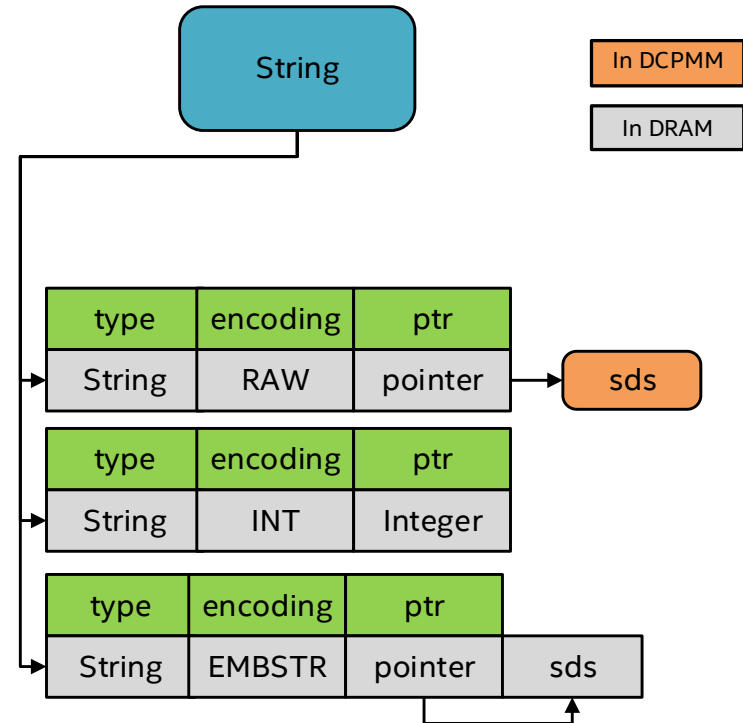 String
In DCPMM
In DRAM
type encoding ptr
String RAW pointer sds
type encoding ptr
String INT Integer
type encoding ptr
String EMBSTR pointer sds